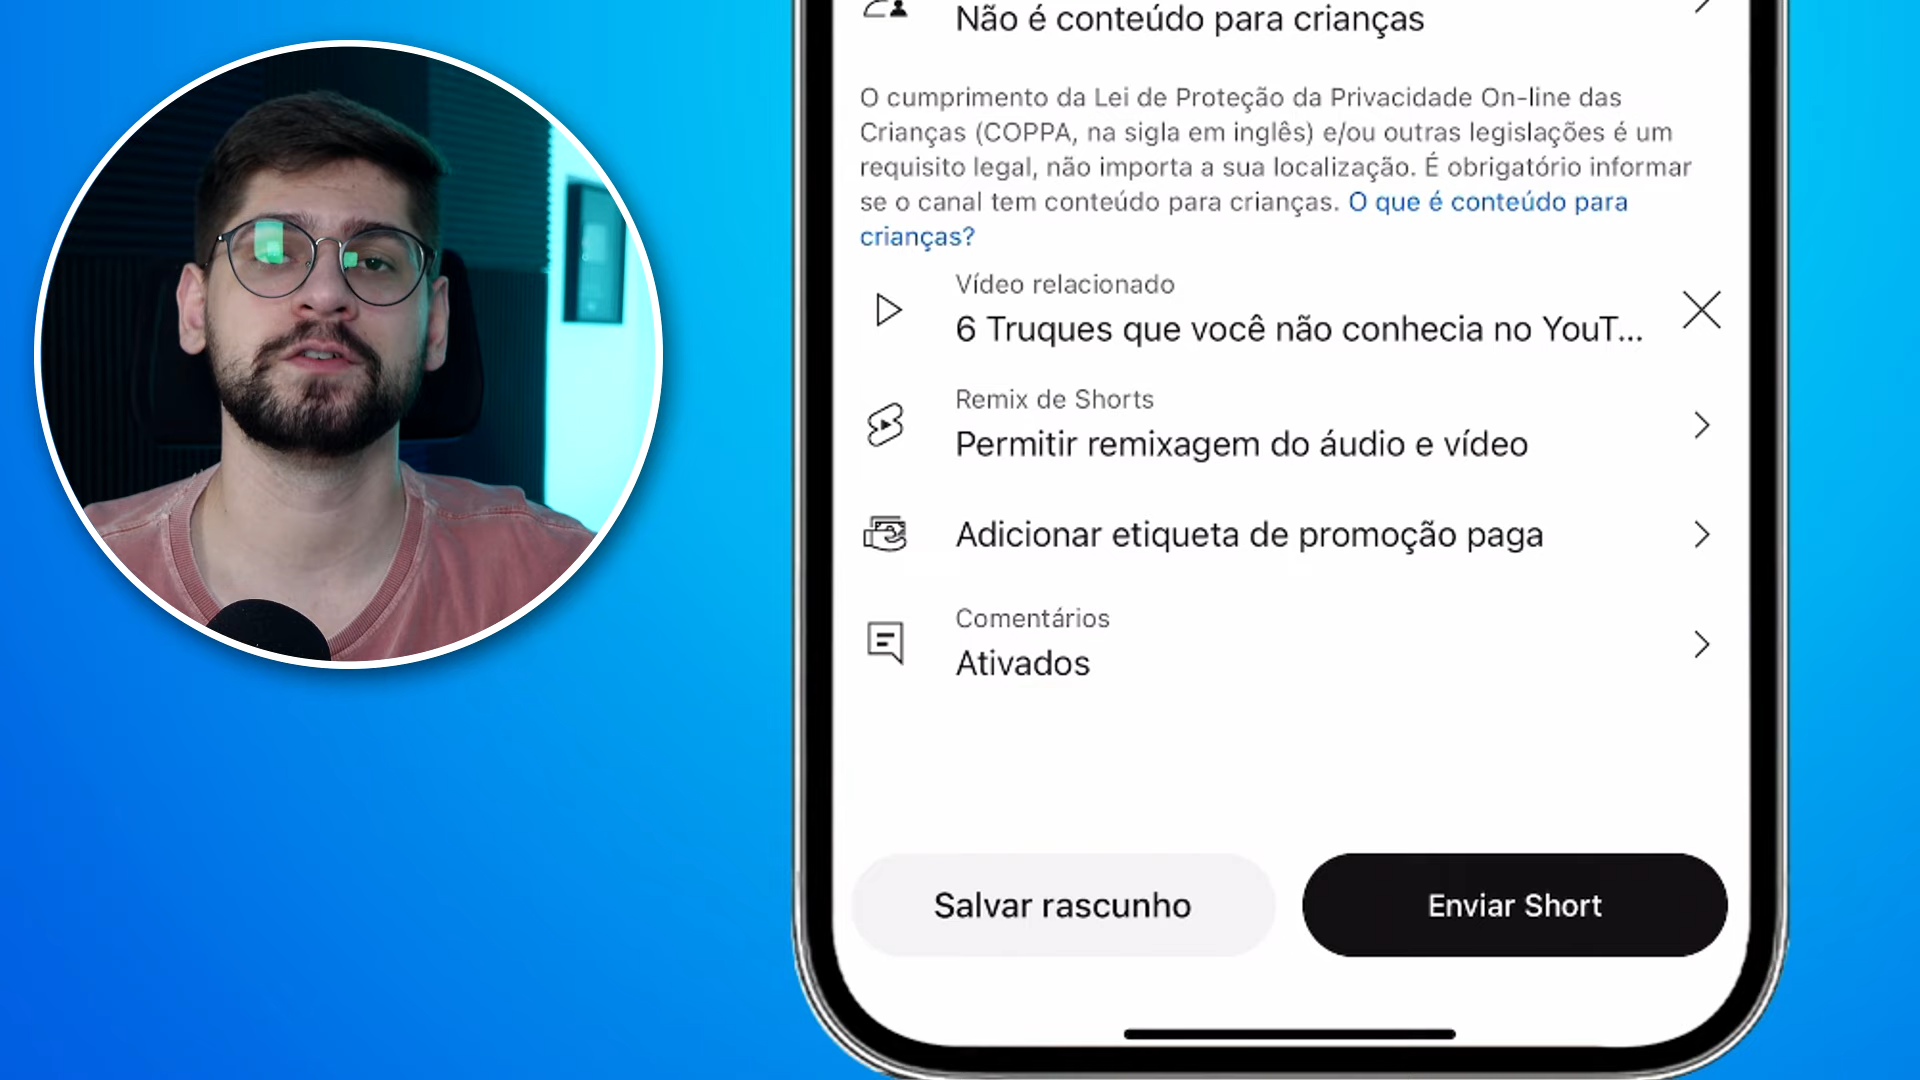 Não é conteúdo para crianças
O cumprimento da Lei de Proteção da Privacidade On-line das
Crianças (COPPA, na sigla em inglês) e/ou outras legislações é um
requisito legal, não importa a sua localização. É obrigatório informar
se o canal tem conteúdo para crianças. O que é conteúdo para
crianças?
Vídeo relacionado
6 Truques que você não conhecia no YouT...
Remix de Shorts
Permitir remixagem do áudio e vídeo
Adicionar etiqueta de promoção paga
Comentários
Ativados
Salvar rascunho
Enviar Short